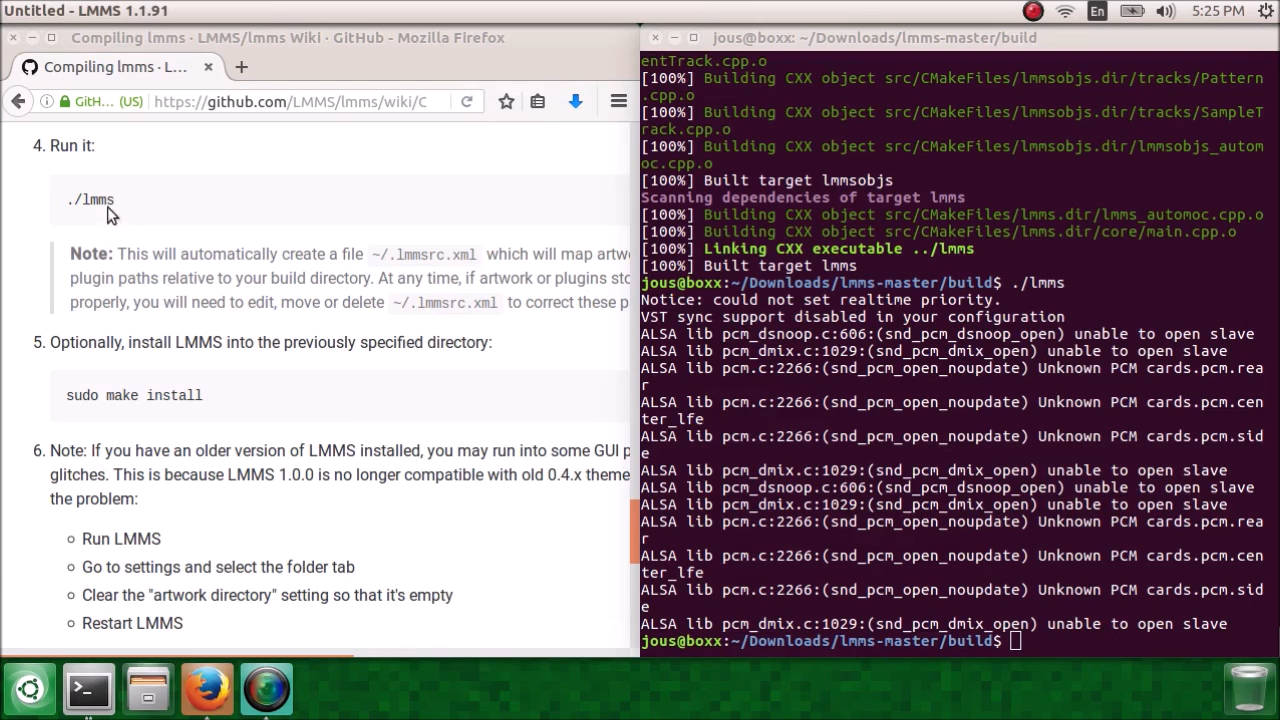 Untitled - LMMS 1.1.91
En
5:25 PM
Compiling lmms · LMMS/lmms Wiki · GitHub - Mozilla Firefox
Compiling lmms · L...
GitH... (US)
https://github.com/LMMS/lmms/wiki/C
4. Run it:
./lmms
Note: This will automatically create a file ~/.lmmsrc.xml which will map artw
plugin paths relative to your build directory. At any time, if artwork or plugins sto
properly, you will need to edit, move or delete ~/.lmmsrc.xml to correct these p
5. Optionally, install LMMS into the previously specified directory:
sudo make install
6. Note: If you have an older version of LMMS installed, you may run into some GUI p
glitches. This is because LMMS 1.0.0 is no longer compatible with old 0.4.x theme
the problem:
Run LMMS
Go to settings and select the folder tab
Clear the "artwork directory" setting so that it's empty
Restart LMMS
jous@boxx: ~/Downloads/lmms-master/build
entTrack.cpp.o
[100%] Building CXX object src/CMakeFiles/lmmsobjs.dir/tracks/Pattern
.cpp.o
[100%] Building CXX object src/CMakeFiles/lmmsobjs.dir/tracks/SampleT
rack.cpp.o
[100%] Building CXX object src/CMakeFiles/lmmsobjs.dir/lmmsobjs_autom
oc.cpp.o
[100%] Built target lmmsobjs
Scanning dependencies of target lmms
[100%] Building CXX object src/CMakeFiles/lmms.dir/lmms_automoc.cpp.o
[100%] Building CXX object src/CMakeFiles/lmms.dir/core/main.cpp.o
[100%] Linking CXX executable ../lmms
[100%] Built target lmms
jous@boxx:~/Downloads/lmms-master/build$ ./lmms
Notice: could not set realtime priority.
VST sync support disabled in your configuration
ALSA lib pcm_dsnoop.c:606:(snd_pcm_dsnoop_open) unable to open slave
ALSA lib pcm_dmix.c:1029:(snd_pcm_dmix_open) unable to open slave
ALSA lib pcm.c:2266:(snd_pcm_open_noupdate) Unknown PCM cards.pcm.rea
r
ALSA lib pcm.c:2266:(snd_pcm_open_noupdate) Unknown PCM cards.pcm.cen
ter_lfe
ALSA lib pcm.c:2266:(snd_pcm_open_noupdate) Unknown PCM cards.pcm.sid
e
ALSA lib pcm_dmix.c:1029:(snd_pcm_dmix_open) unable to open slave
ALSA lib pcm_dsnoop.c:606:(snd_pcm_dsnoop_open) unable to open slave
ALSA lib pcm_dmix.c:1029:(snd_pcm_dmix_open) unable to open slave
ALSA lib pcm.c:2266:(snd_pcm_open_noupdate) Unknown PCM cards.pcm.rea
r
ALSA lib pcm.c:2266:(snd_pcm_open_noupdate) Unknown PCM cards.pcm.cen
ter_lfe
ALSA lib pcm.c:2266:(snd_pcm_open_noupdate) Unknown PCM cards.pcm.sid
e
ALSA lib pcm_dmix.c:1029:(snd_pcm_dmix_open) unable to open slave
jous@boxx:~/Downloads/lmms-master/build$